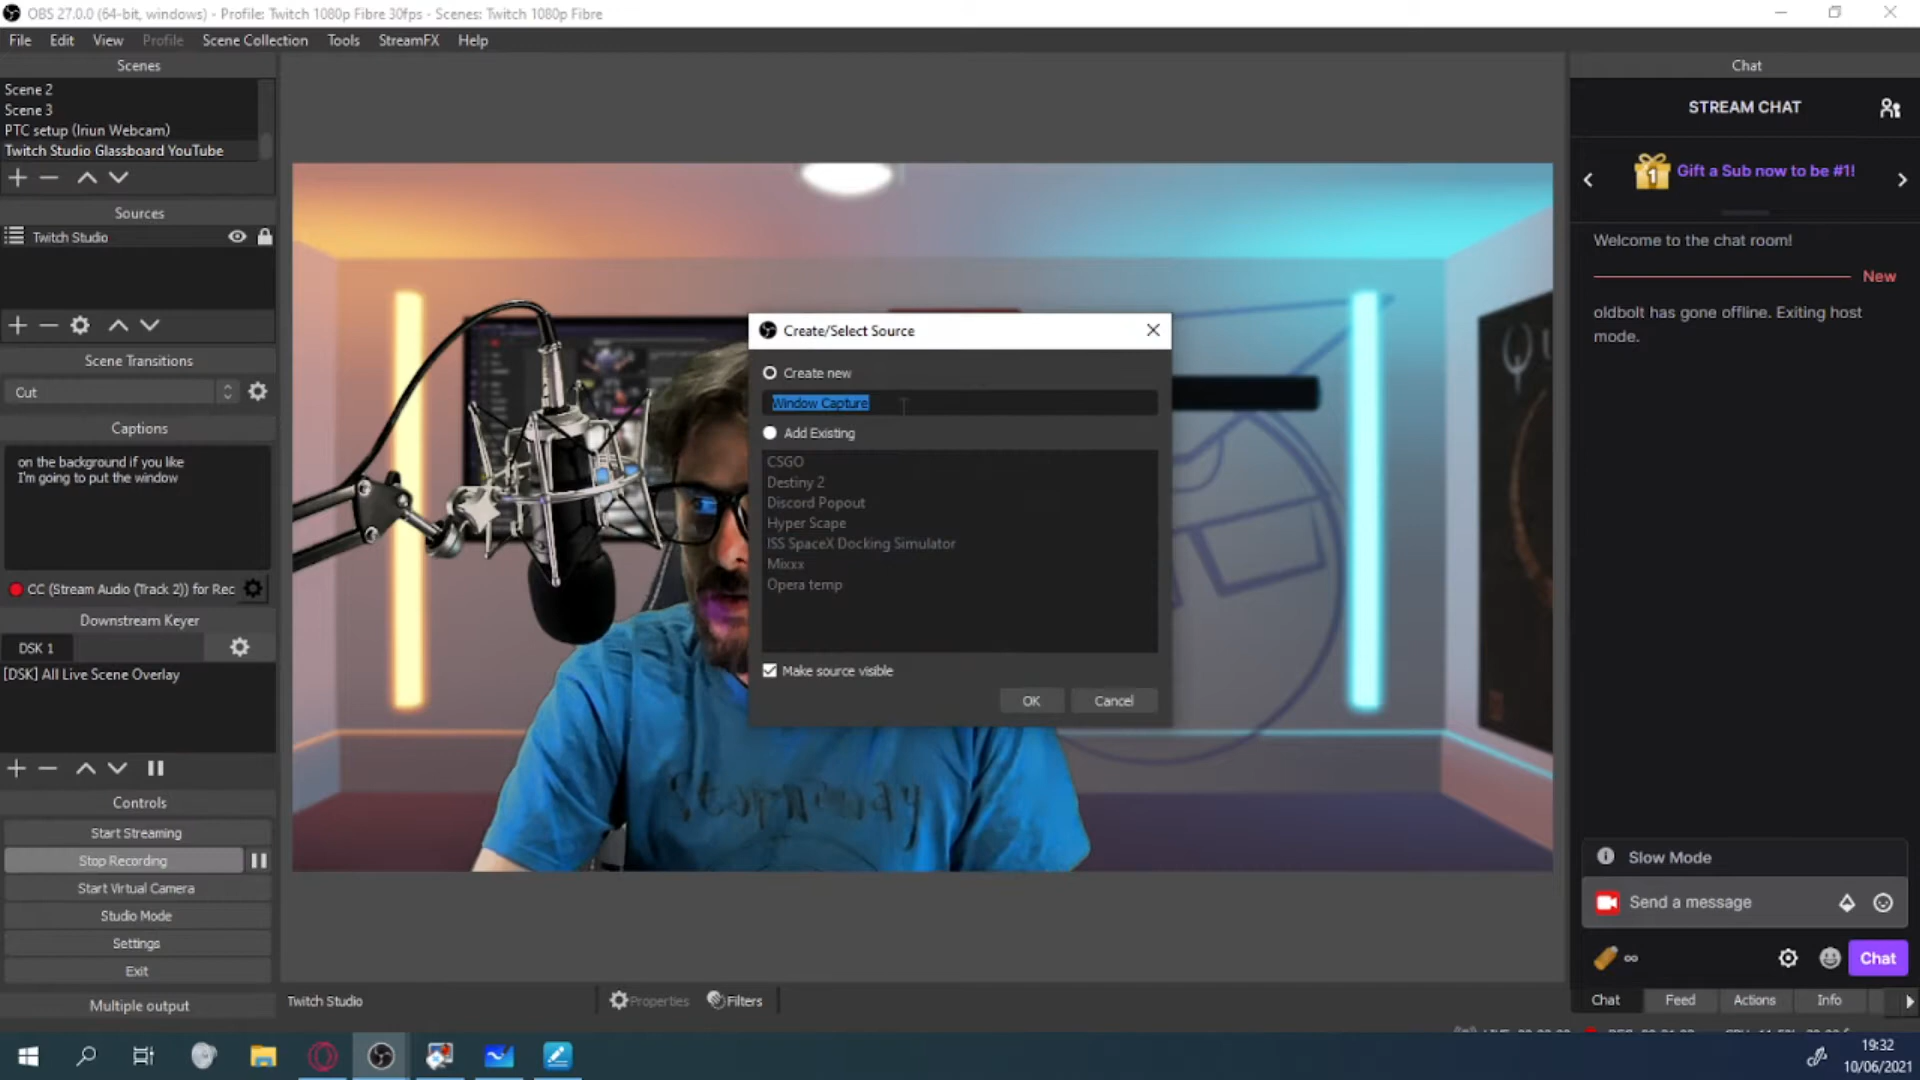 OBS 27.0.0 (64-bit, windows) - Profile: Twitch 1080p Fibre 30fps - Scenes: Twitch 1080p Fibre
File Edit View Profile Scene Collection Tools StreamFX Help
Scenes
Scene 2
Scene 3
PTC setup (Iriun Webcam)
Twitch Studio Glassboard YouTube
Sources
Twitch Studio
Scene Transitions
Cut
Captions
on the background if you like
I'm going to put the window
CC (Stream Audio (Track 2)) for Rec
Downstream Keyer
DSK 1
[DSK] All Live Scene Overlay
Controls
Start Streaming
Stop Recording
Start Virtual Camera
Studio Mode
Settings
Exit
Multiple output
Create/Select Source
Create new
Window Capture
Add Existing
CSGO
Destiny 2
Discord Popout
Hyper Scape
ISS SpaceX Docking Simulator
Mixxx
Opera temp
Make source visible
OK Cancel
Twitch Studio
Properties Filters
Chat
STREAM CHAT
1 Gift a Sub now to be #1!
Welcome to the chat room!
New
oldbolt has gone offline. Exiting host
mode.
Slow Mode
Send a message
∞
Chat
Chat Feed Actions Info
19:32
10/06/2021